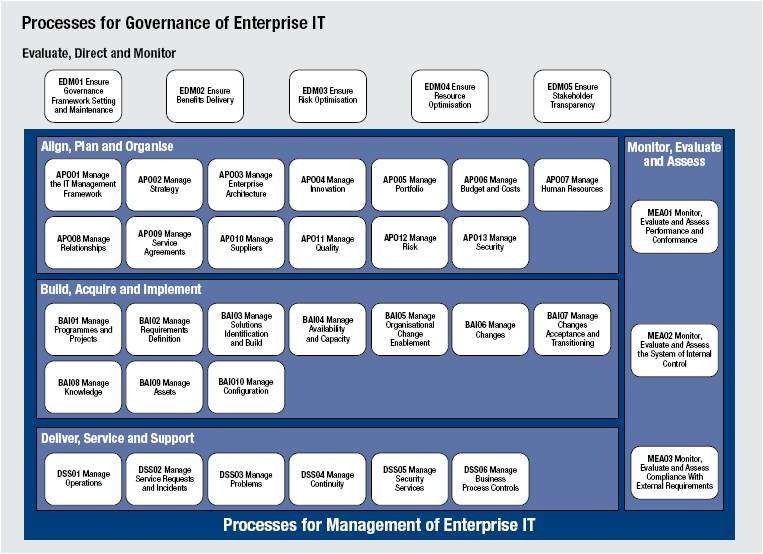 Processes for Governance of Enterprise IT
Evaluate, Direct and Monitor
EDM01 Ensure
Governance
Framework Setting
and Maintenance
EDM02 Ensure
Benefits Delivery
EDM03 Ensure
Risk Optimisation
EDM04 Ensure
Resource
Optimisation
EDM05 Ensure
Stakeholder
Transparency
Align, Plan and Organise
APO01 Manage
the IT Management
Framework
APO02 Manage
Strategy
APO03 Manage
Enterprise
Architecture
APO04 Manage
Innovation
APO05 Manage
Portfolio
APO06 Manage
Budget and Costs
APO07 Manage
Human Resources
APO08 Manage
Relationships
APO09 Manage
Service
Agreements
APO10 Manage
Suppliers
APO11 Manage
Quality
APO12 Manage
Risk
APO13 Manage
Security
Build, Acquire and Implement
BAI01 Manage
Programmes and
Projects
BAI02 Manage
Requirements
Definition
BAI03 Manage
Solutions
Identification
and Build
BAI04 Manage
Availability
and Capacity
BAI05 Manage
Organisational
Change
Enablement
BAI06 Manage
Changes
BAI07 Manage
Changes
Acceptance and
Transitioning
BAI08 Manage
Knowledge
BAI09 Manage
Assets
BAI010 Manage
Configuration
Deliver, Service and Support
DSS01 Manage
Operations
DSS02 Manage
Service Requests
and Incidents
DSS03 Manage
Problems
DSS04 Manage
Continuity
DSS05 Manage
Security
Services
DSS06 Manage
Business
Process Controls
Monitor, Evaluate
and Assess
MEA01 Monitor,
Evaluate and Assess
Performance and
Conformance
MEA02 Monitor,
Evaluate and Assess
the System of Internal
Control
MEA03 Monitor,
Evaluate and Assess
Compliance With
External Requirements
Processes for Management of Enterprise IT